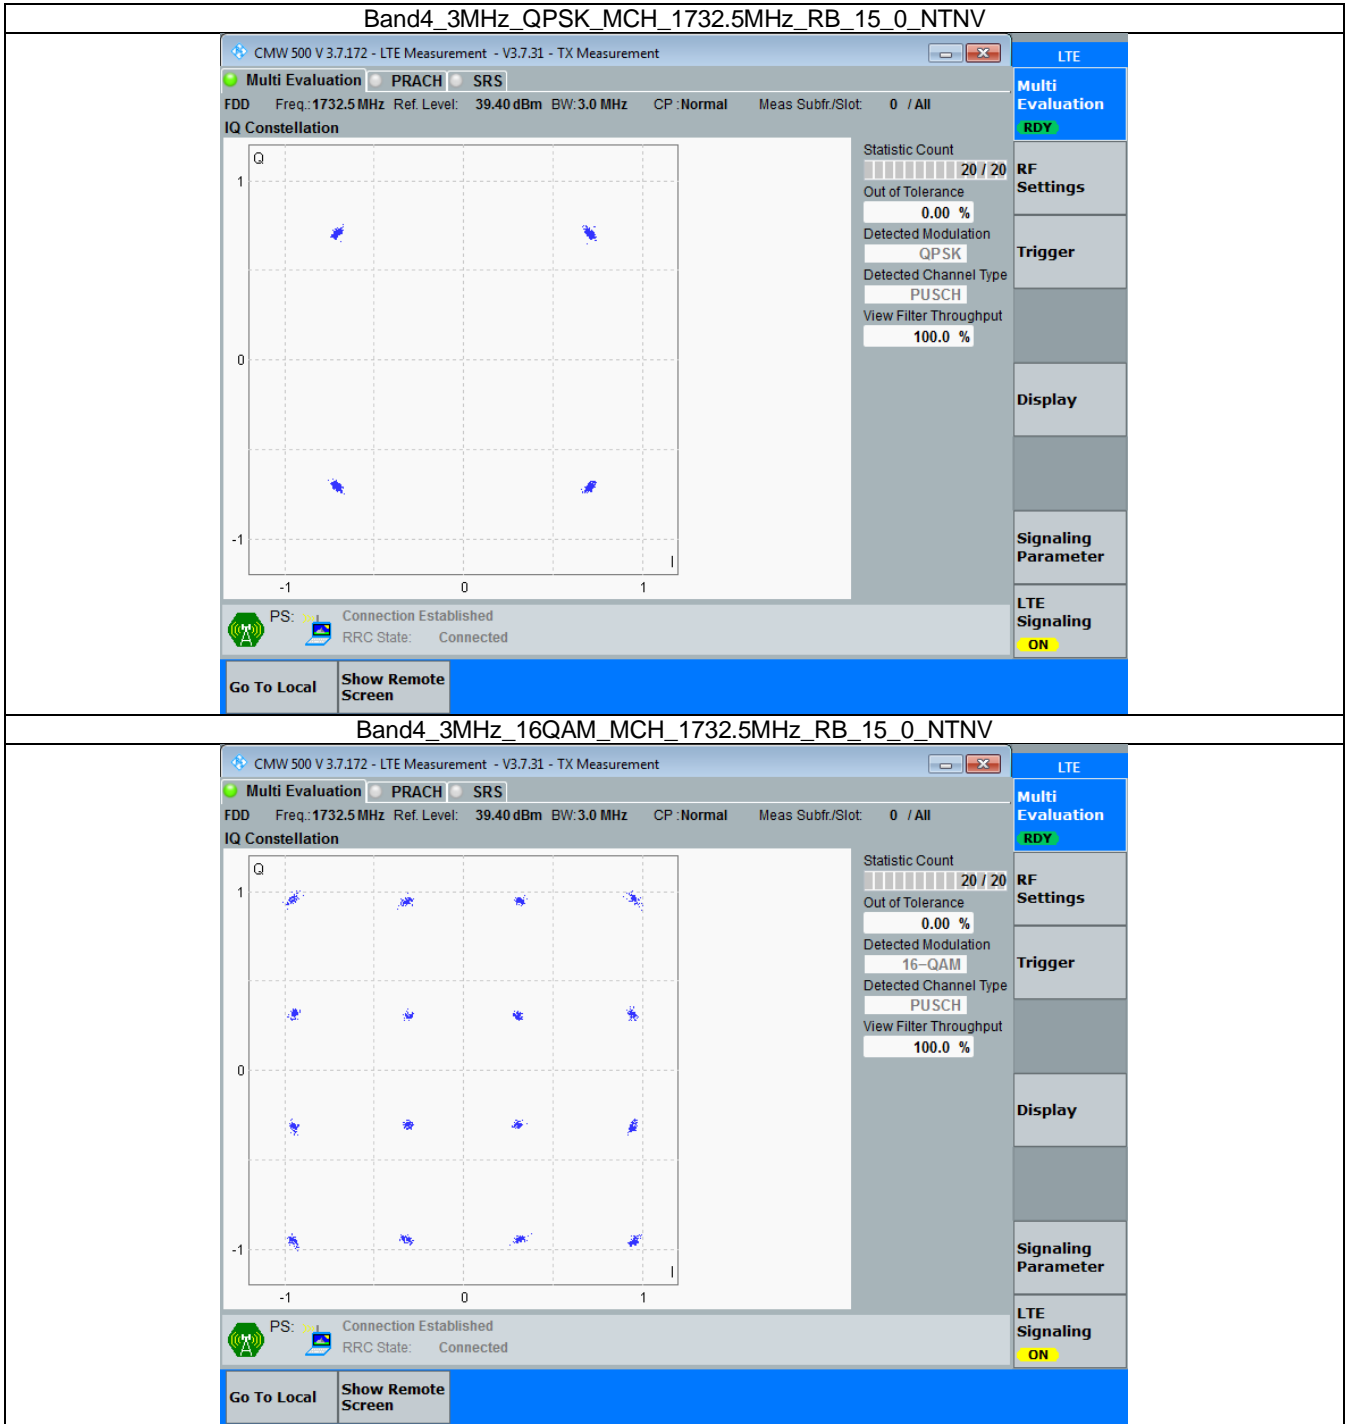 Band4_3MHz_QPSK_MCH_1732.5MHz_RB_15_0_NTNV
CMW 500 V 3.7.172 - LTE Measurement - V3.7.31 - TX Measurement
LTE
Multi Evaluation PRACH SRS
FDD Freq.: 1732.5 MHz Ref. Level: 39.40 dBm BW: 3.0 MHz CP : Normal Meas Subfr./Slot: 0 / All
IQ Constellation
Q
1
0
-1
I
-1 0 1
Statistic Count
20 / 20
Out of Tolerance
0.00 %
Detected Modulation
QPSK
Detected Channel Type
PUSCH
View Filter Throughput
100.0 %
Multi
Evaluation
RDY
RF
Settings
Trigger
Display
Signaling
Parameter
LTE
Signaling
ON
PS: Connection Established
RRC State: Connected
Go To Local
Show Remote
Screen
Band4_3MHz_16QAM_MCH_1732.5MHz_RB_15_0_NTNV
CMW 500 V 3.7.172 - LTE Measurement - V3.7.31 - TX Measurement
LTE
Multi Evaluation PRACH SRS
FDD Freq.: 1732.5 MHz Ref. Level: 39.40 dBm BW: 3.0 MHz CP : Normal Meas Subfr./Slot: 0 / All
IQ Constellation
Q
1
0
-1
I
-1 0 1
Statistic Count
20 / 20
Out of Tolerance
0.00 %
Detected Modulation
16-QAM
Detected Channel Type
PUSCH
View Filter Throughput
100.0 %
Multi
Evaluation
RDY
RF
Settings
Trigger
Display
Signaling
Parameter
LTE
Signaling
ON
PS: Connection Established
RRC State: Connected
Go To Local
Show Remote
Screen